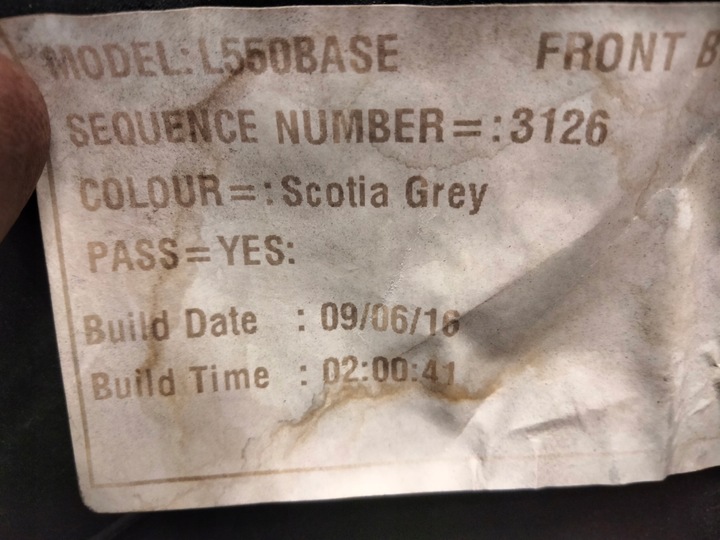 MODEL: L550BASE FRONT B
SEQUENCE NUMBER=:3126
COLOUR=:Scotia Grey
PASS=YES:
Build Date : 09/06/16
Build Time : 02:00:41